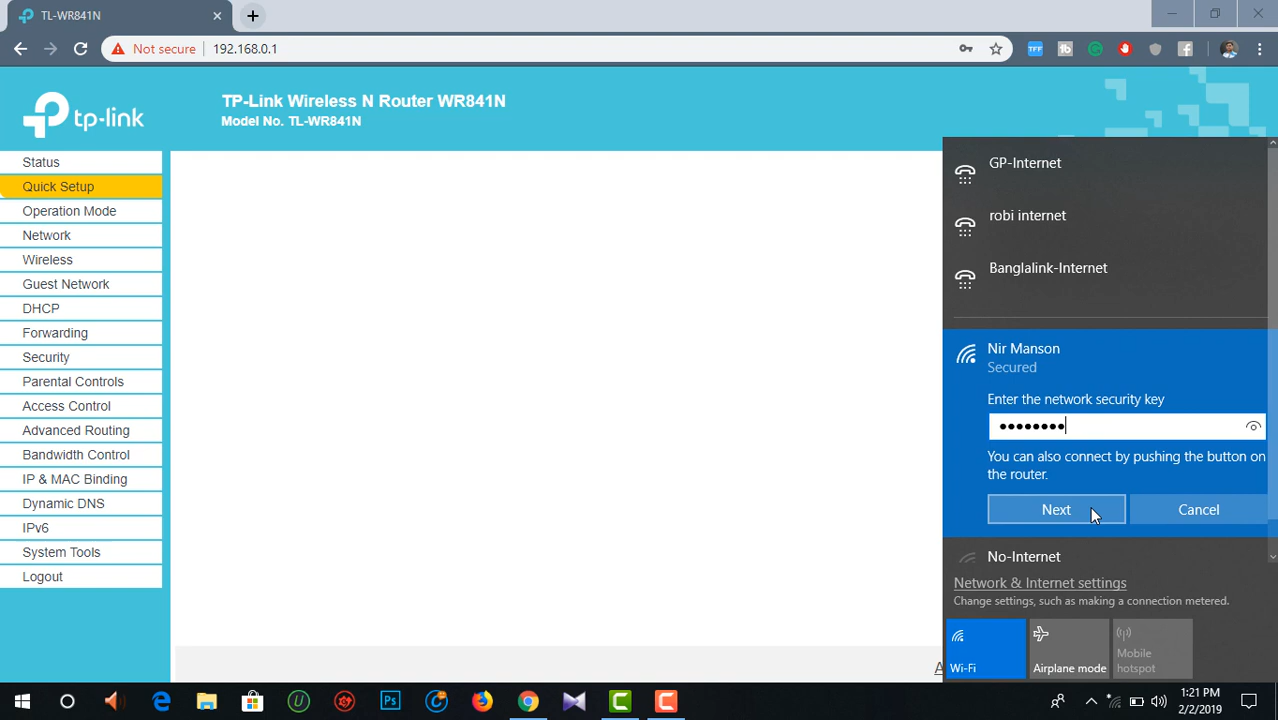 TL-WR841N
Not secure
192.168.0.1
TFF
tp-link
TP-Link Wireless N Router WR841N
Model No. TL-WR841N
Status
Quick Setup
Operation Mode
Network
Wireless
Guest Network
DHCP
Forwarding
Security
Parental Controls
Access Control
Advanced Routing
Bandwidth Control
IP & MAC Binding
Dynamic DNS
IPv6
System Tools
Logout
GP-Internet
robi internet
Banglalink-Internet
Nir Manson
Secured
Enter the network security key
You can also connect by pushing the button on
the router.
Next Cancel
No-Internet
Network & Internet settings
Change settings, such as making a connection metered.
Wi-Fi
Airplane mode
Mobile
hotspot
Ps
1:21 PM
2/2/2019